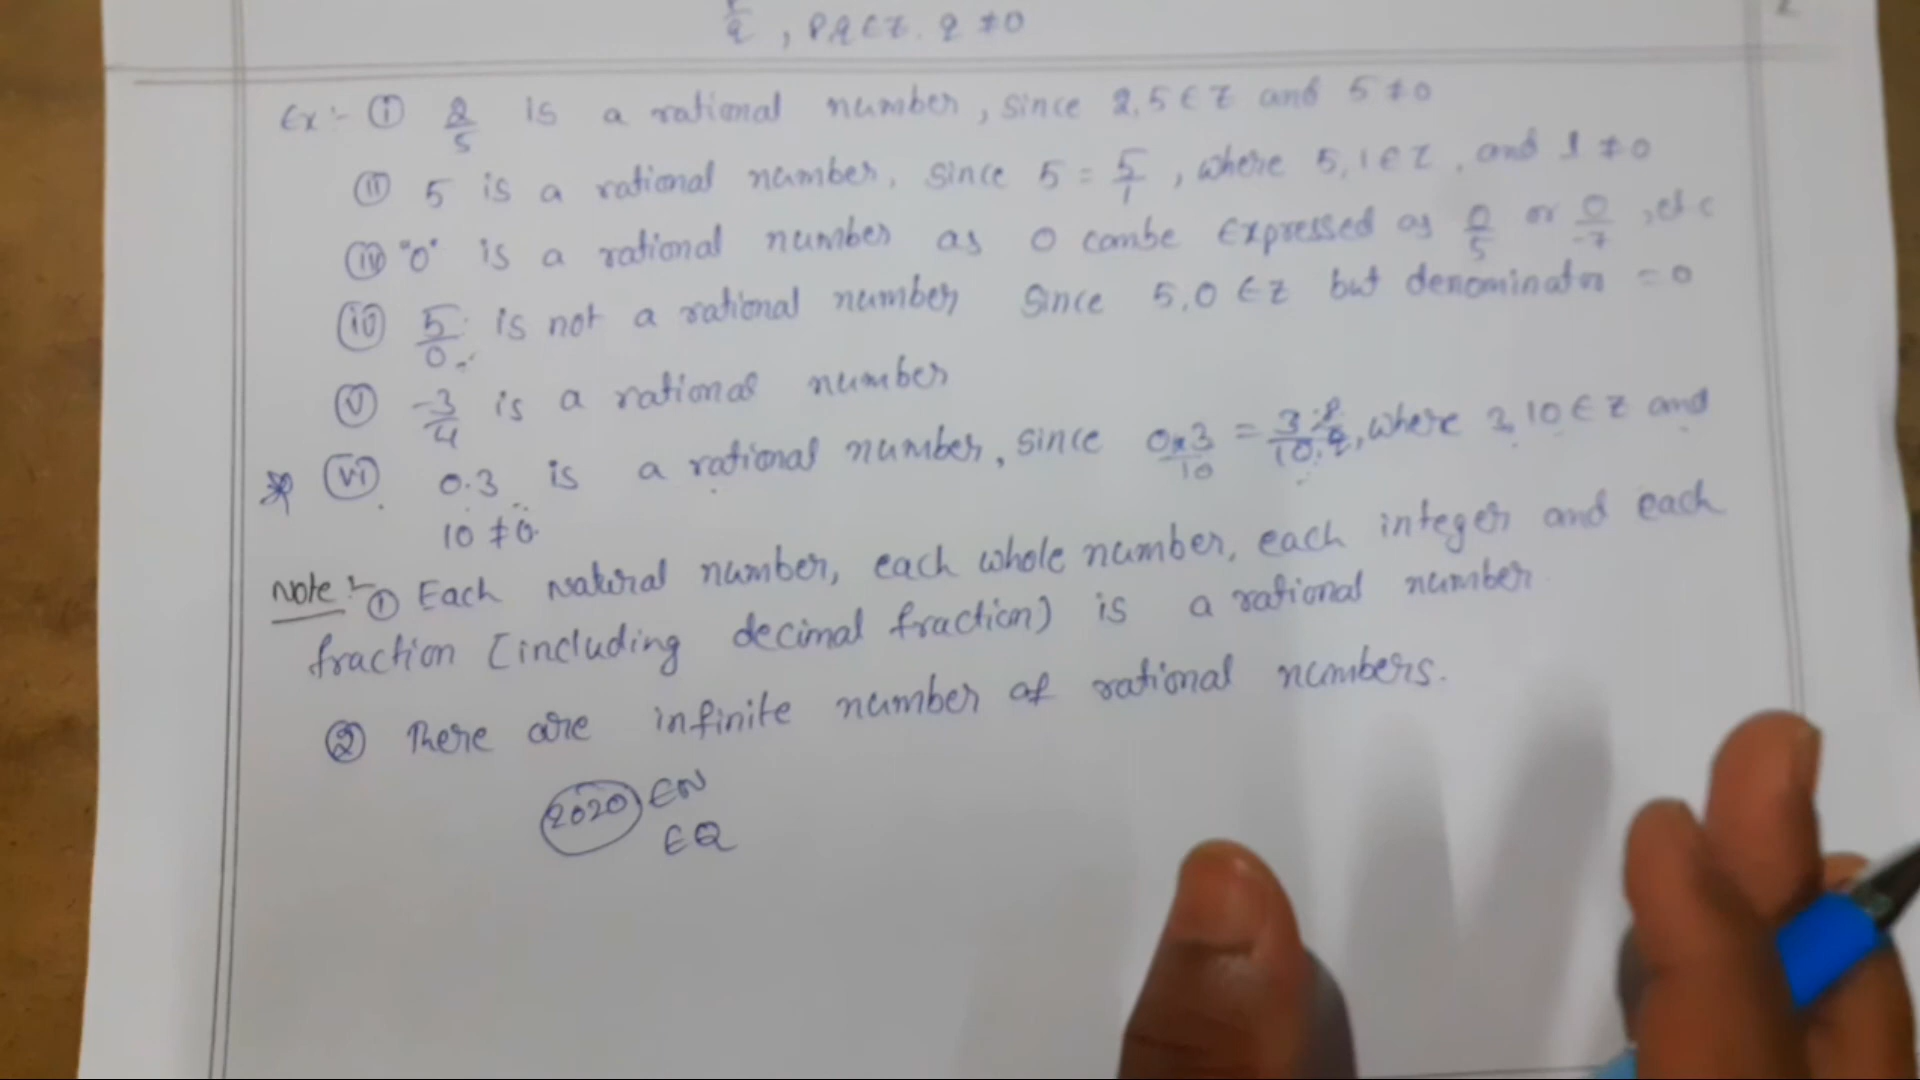 p/q , p,q ∈ Z. q ≠ 0
Ex:- (i) 2/5 is a rational number, since 2,5 ∈ Z and 5 ≠ 0
(ii) 5 is a rational number, since 5 = 5/1, where 5,1 ∈ Z, and 1 ≠ 0
(iv) "0" is a rational number as 0 canbe expressed as 0/5 or 0/-7, etc
(iii) 5/0 is not a rational number since 5,0 ∈ Z but denominator = 0
(v) -3/4 is a rational number
(vi) 0.3 is a rational number, since 0.3/10 = 3/10 p/q, where 3,10 ∈ Z and
10 ≠ 0
Note:- ① Each natural number, each whole number, each integer and each
fraction [including decimal fraction) is a rational number
② There are infinite number of rational numbers.
2020 ∈ N
∈ Q